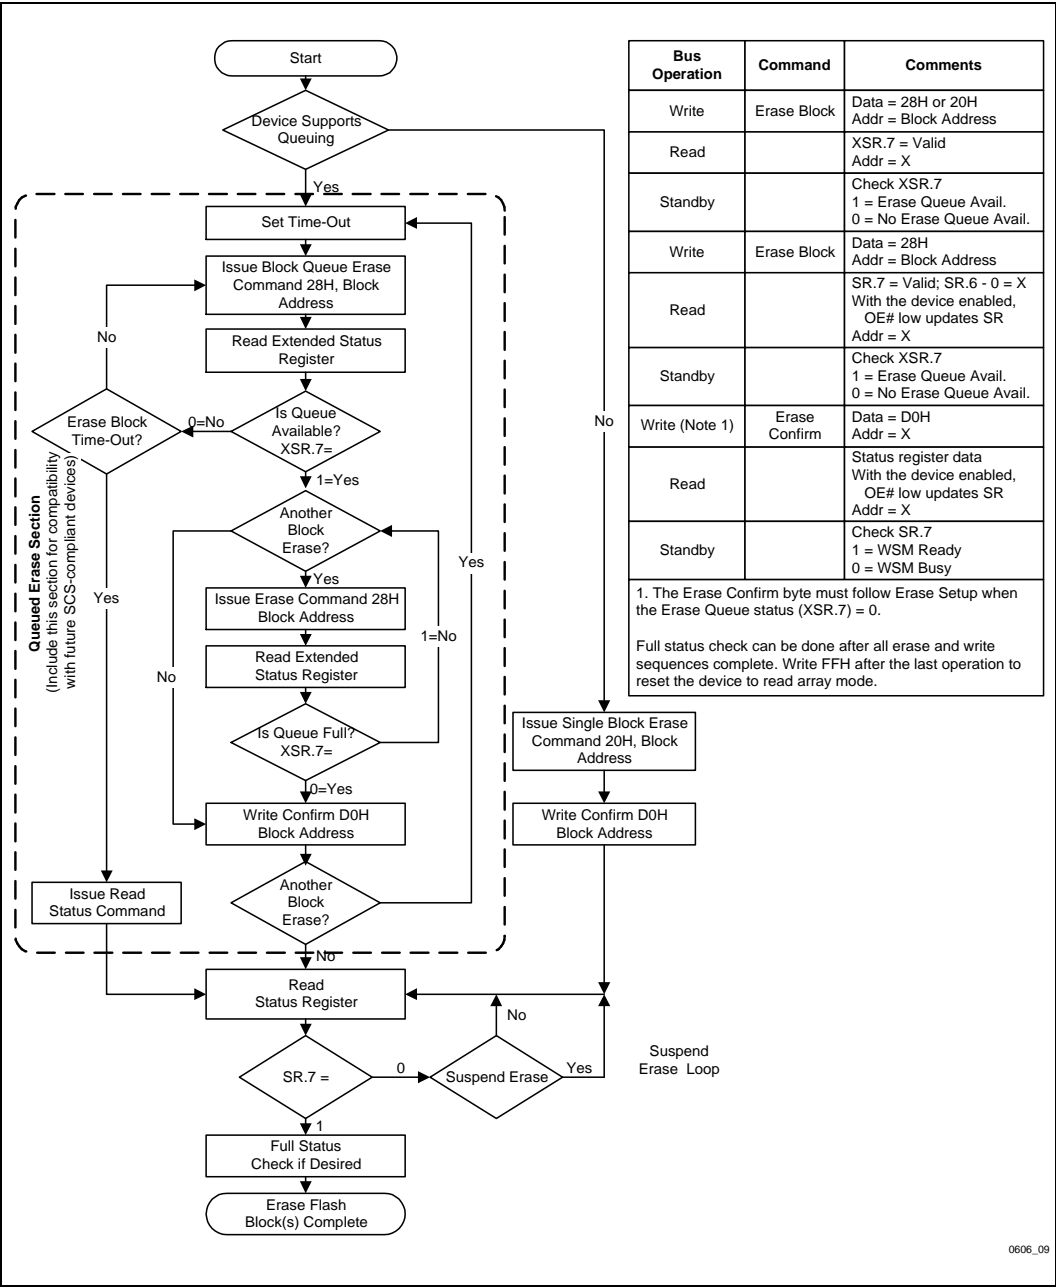 Start
Device Supports
Queuing
Yes
Set Time-Out
Issue Block Queue Erase
Command 28H, Block
Address
No
Read Extended Status
Register
Erase Block
Time-Out?
0=No
Is Queue
Available?
XSR.7=
1=Yes
Another
Block
Erase?
Yes
Yes
Issue Erase Command 28H
Block Address
Yes
1=No
Read Extended
Status Register
No
Is Queue Full?
XSR.7=
0=Yes
Write Confirm D0H
Block Address
Issue Read
Status Command
Another
Block
Erase?
No
Queued Erase Section
(Include this section for compatibility
with future SCS-compliant devices)
No
Issue Single Block Erase
Command 20H, Block
Address
Write Confirm D0H
Block Address
Read
Status Register
No
SR.7 =
0
Suspend Erase
Yes
Suspend
Erase Loop
1
Full Status
Check if Desired
Erase Flash
Block(s) Complete
Bus
Operation
Command
Comments
Write
Erase Block
Data = 28H or 20H
Addr = Block Address
Read
XSR.7 = Valid
Addr = X
Standby
Check XSR.7
1 = Erase Queue Avail.
0 = No Erase Queue Avail.
Write
Erase Block
Data = 28H
Addr = Block Address
Read
SR.7 = Valid; SR.6 - 0 = X
With the device enabled,
OE# low updates SR
Addr = X
Standby
Check XSR.7
1 = Erase Queue Avail.
0 = No Erase Queue Avail.
Write (Note 1)
Erase
Confirm
Data = D0H
Addr = X
Read
Status register data
With the device enabled,
OE# low updates SR
Addr = X
Standby
Check SR.7
1 = WSM Ready
0 = WSM Busy
1. The Erase Confirm byte must follow Erase Setup when
the Erase Queue status (XSR.7) = 0.
Full status check can be done after all erase and write
sequences complete. Write FFH after the last operation to
reset the device to read array mode.
0606_09